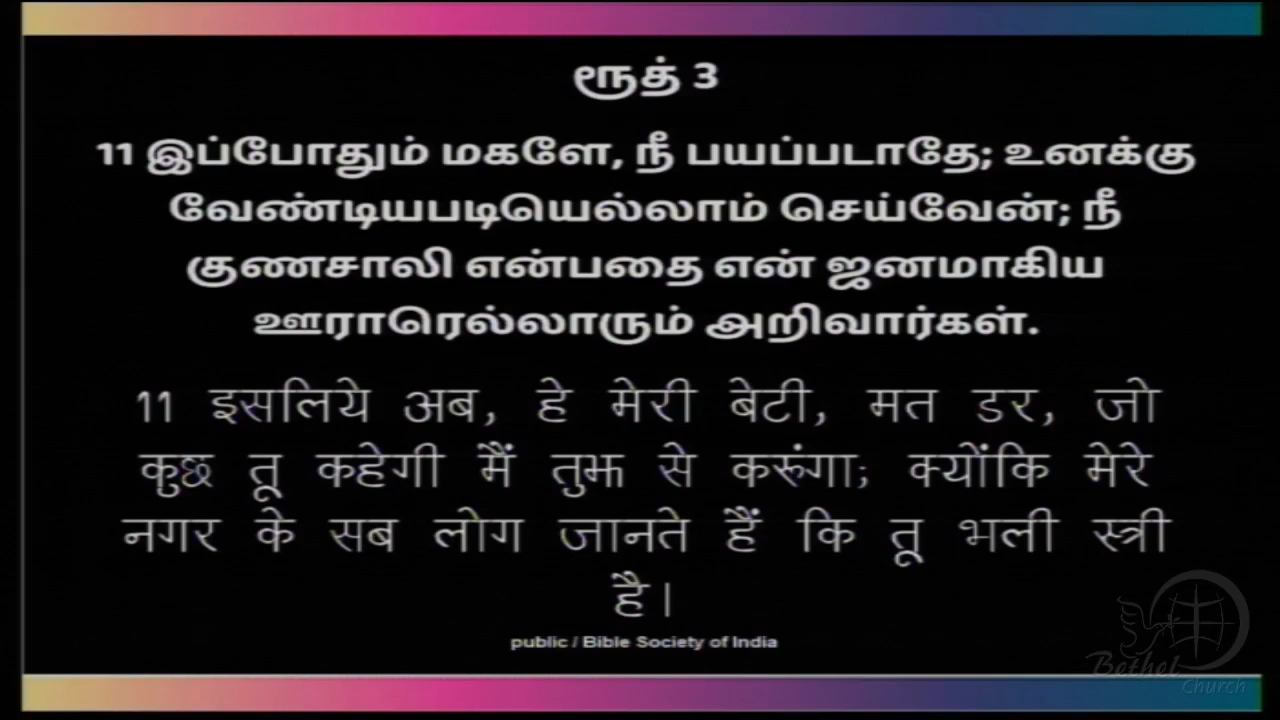 ரூத் 3
11 இப்போதும் மகளே, நீ பயப்படாதே; உனக்கு
வேண்டியபடியெல்லாம் செய்வேன்; நீ
குணசாலி என்பதை என் ஜனமாகிய
ஊராரெல்லாரும் அறிவார்கள்.
11 इसलिये अब, हे मेरी बेटी, मत डर, जो
कुछ तू कहेगी मैं तुझ से करूंगा; क्योंकि मेरे
नगर के सब लोग जानते हैं कि तू भली स्त्री
है।
public / Bible Society of India
Bethel
Church